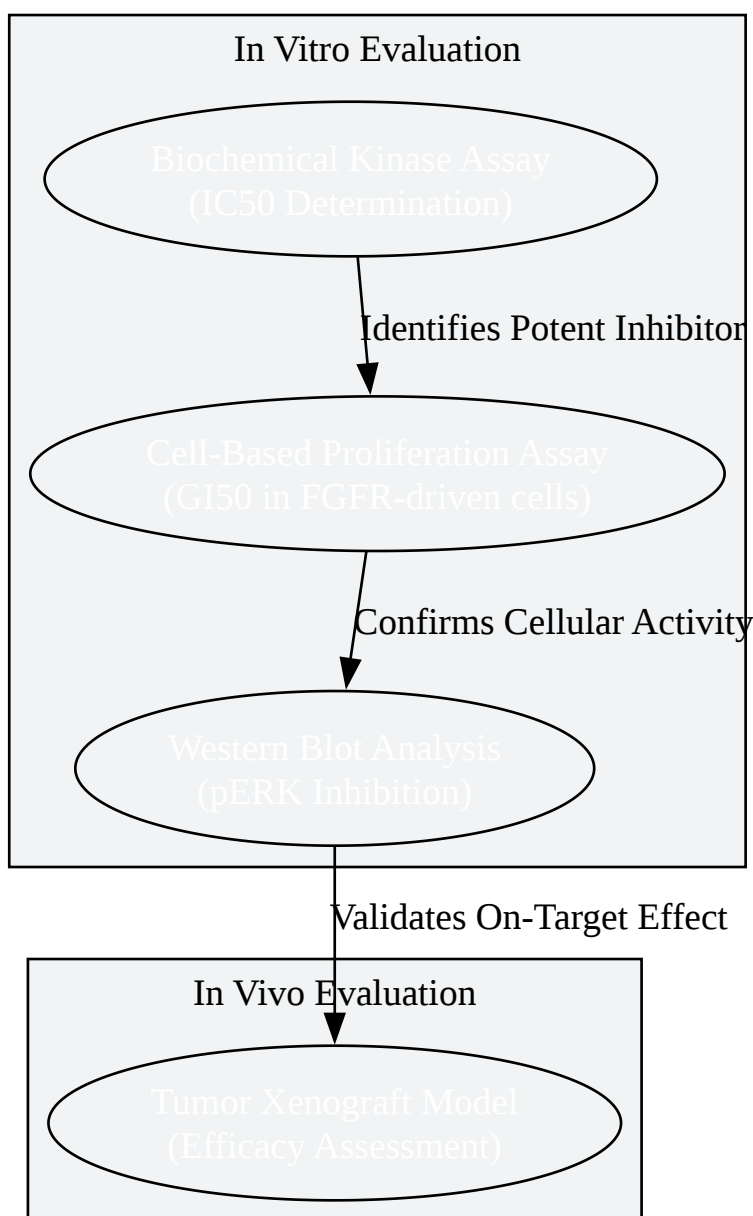 In Vitro Evaluation
Biochemical Kinase Assay
(IC50 Determination)
Identifies Potent Inhibitor
Cell-Based Proliferation Assay
(GI50 in FGFR-driven cells)
Confirms Cellular Activity
Western Blot Analysis
(pERK Inhibition)
Validates On-Target Effect
In Vivo Evaluation
Tumor Xenograft Model
(Efficacy Assessment)